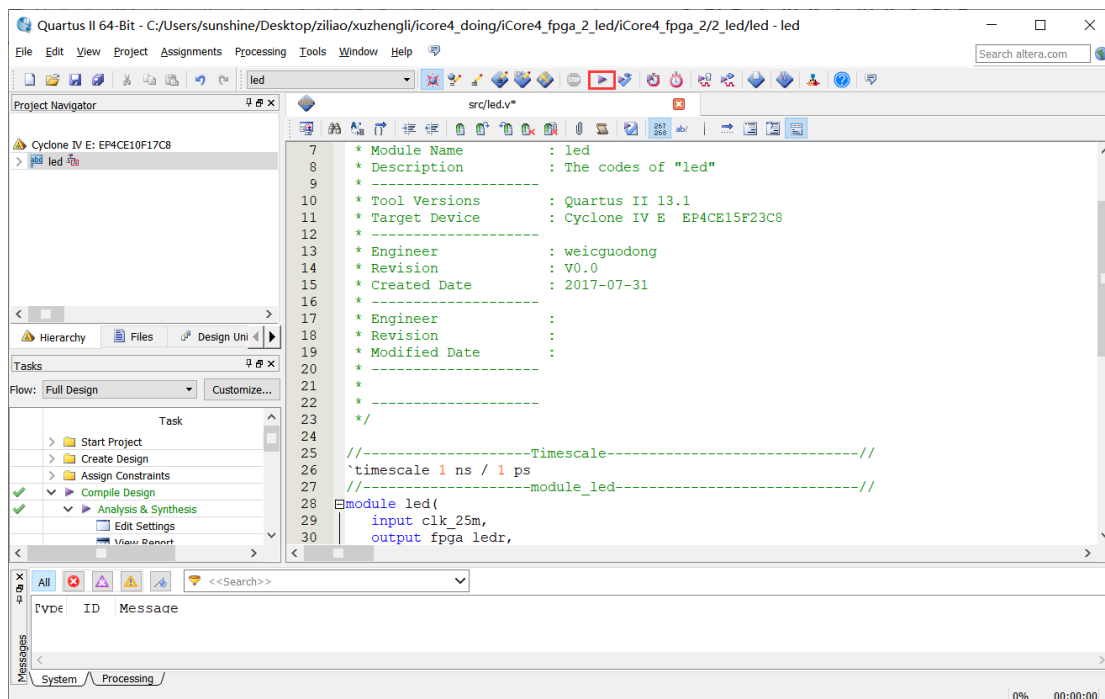 Quartus II 64-Bit - C:/Users/sunshine/Desktop/ziliao/xuzhengli/icore4_doing/iCore4_fpga_2_led/iCore4_fpga_2/2_led/led - led
File Edit View Project Assignments Processing Tools Window Help
Search altera.com
led
Project Navigator
Cyclone IV E: EP4CE10F17C8
led
Hierarchy Files Design Uni
Tasks
Flow: Full Design Customize...
Task
Start Project
Create Design
Assign Constraints
Compile Design
Analysis & Synthesis
Edit Settings
View Report
src/led.v*
267
268
ab/
7 * Module Name : led
8 * Description : The codes of "led"
9 * --------------------
10 * Tool Versions : Quartus II 13.1
11 * Target Device : Cyclone IV E  EP4CE15F23C8
12 * --------------------
13 * Engineer : weicguodong
14 * Revision : V0.0
15 * Created Date : 2017-07-31
16 * --------------------
17 * Engineer :
18 * Revision :
19 * Modified Date :
20 * --------------------
21 *
22 * --------------------
23 */
24
25 //--------------------Timescale------------------------------//
26 `timescale 1 ns / 1 ps
27 //--------------------module_led-----------------------------//
28 module led(
29 input clk_25m,
30 output fpga_ledr,
All <<Search>>
Type ID Message
Messages
System Processing
0% 00:00:00